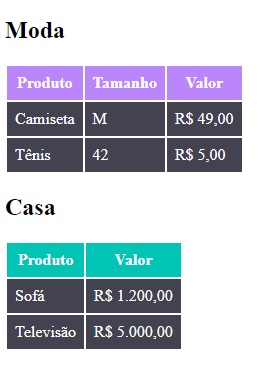 Moda
Produto Tamanho Valor
Camiseta M R$ 49,00
Tênis 42 R$ 5,00
Casa
Produto Valor
Sofá R$ 1.200,00
Televisão R$ 5.000,00